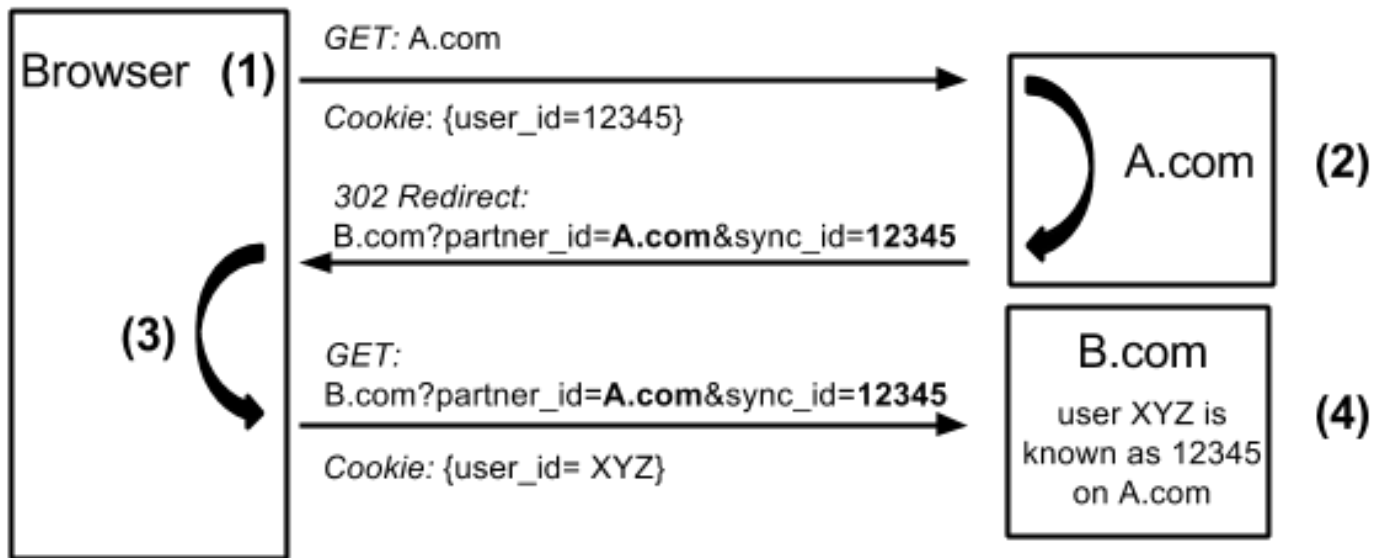 Browser (1)
GET: A.com
Cookie: {user_id=12345}
A.com (2)
302 Redirect:
B.com?partner_id=A.com&sync_id=12345
(3)
GET:
B.com?partner_id=A.com&sync_id=12345
Cookie: {user_id= XYZ}
B.com
user XYZ is
known as 12345
on A.com
(4)